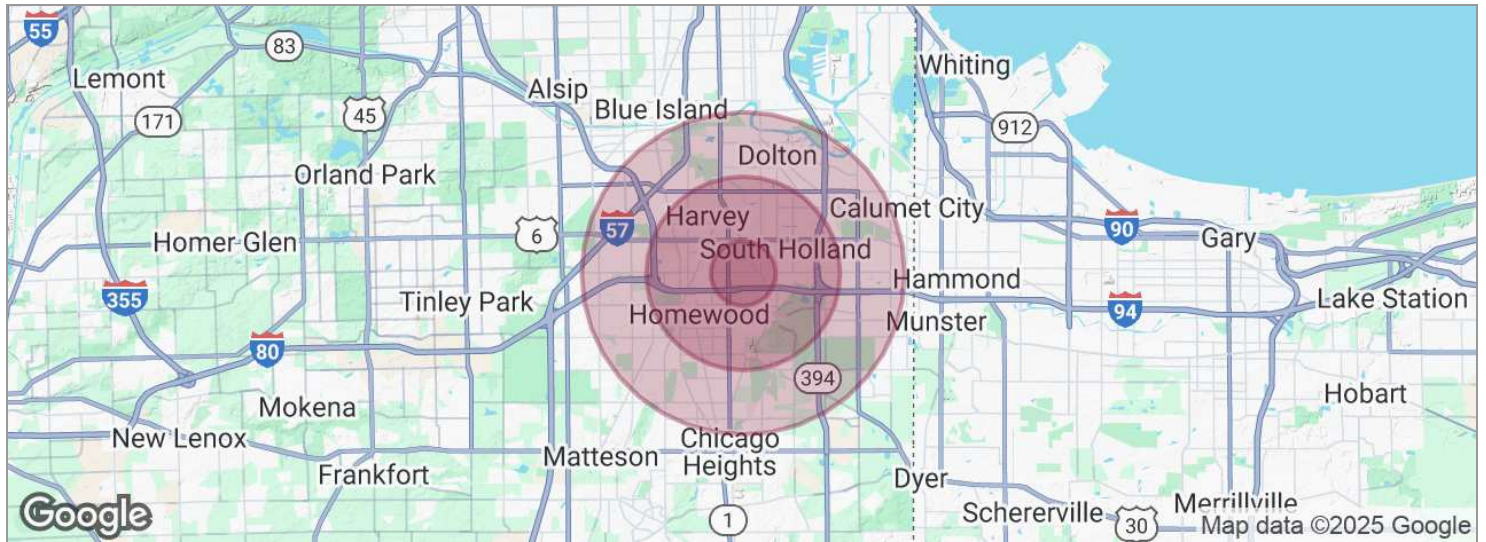 55
83
Lemont
Whiting
Alsip
Blue Island
171
45
912
Dolton
Orland Park
Harvey
Calumet City
57
6
90
Homer Glen
South Holland
Gary
Hammond
355
Tinley Park
94
Lake Station
Homewood
Munster
80
394
Hobart
Mokena
New Lenox
Chicago
Heights
Matteson
Frankfort
Dyer
Merrillville
Schererville
30
1
Google
Map data ©2025 Google